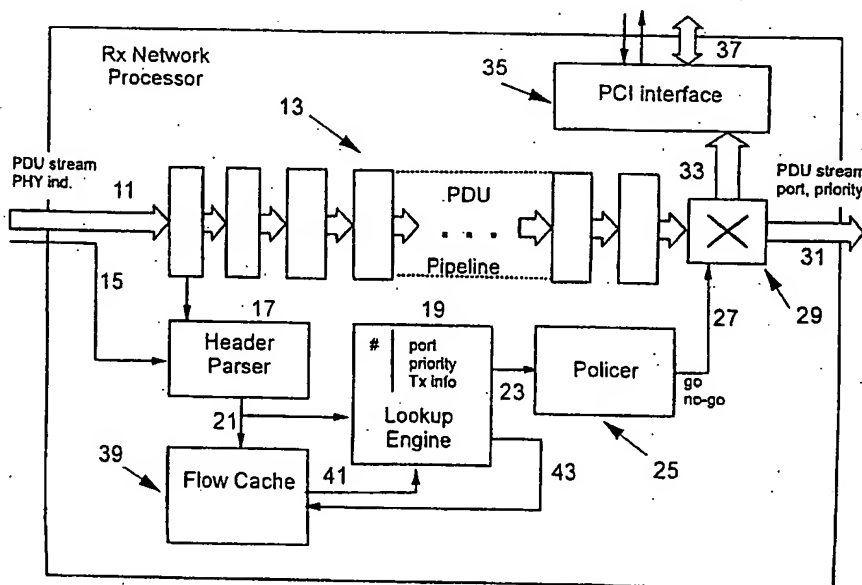 Rx Network
Processor
35
37
PCI interface
13
PDU stream
PHY ind.
11
33
PDU stream
port, priority
PDU
. . .
Pipeline
31
15
27
29
17
Header
Parser
19
#
port
priority
Tx info
Lookup
Engine
23
Policer
go
no-go
21
39
Flow Cache
41
43
25